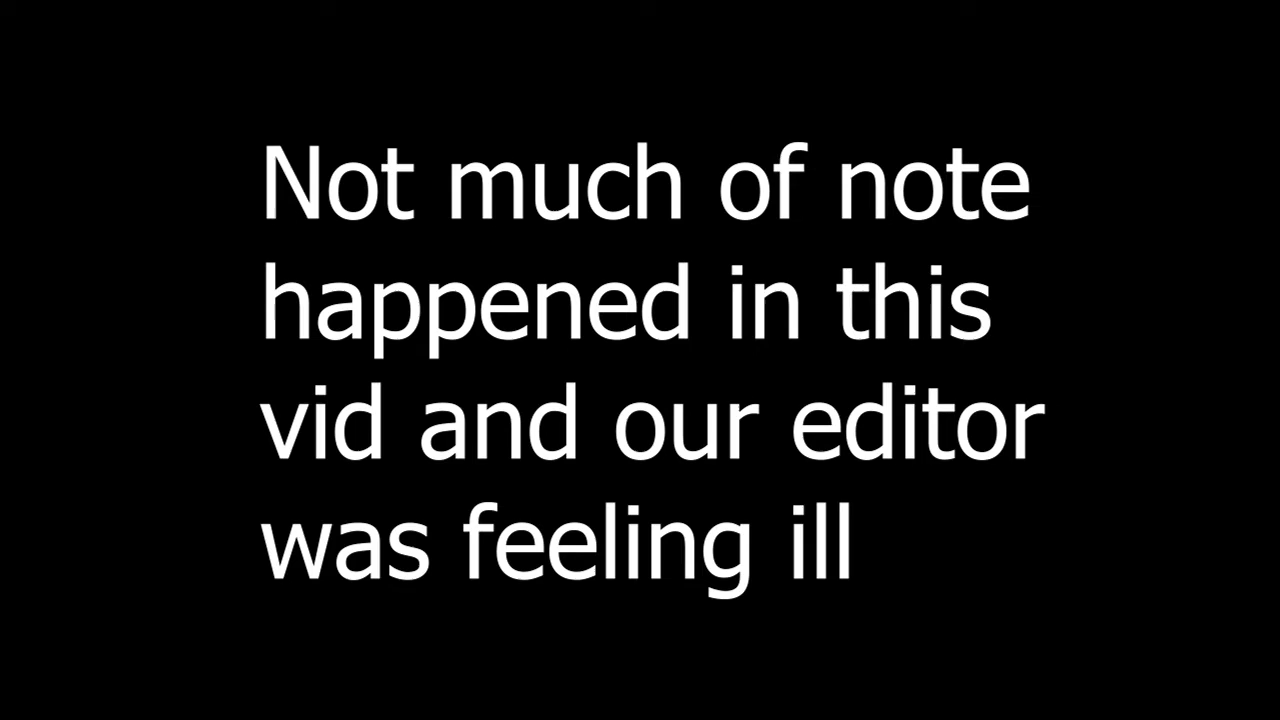 Not much of note
happened in this
vid and our editor
was feeling ill